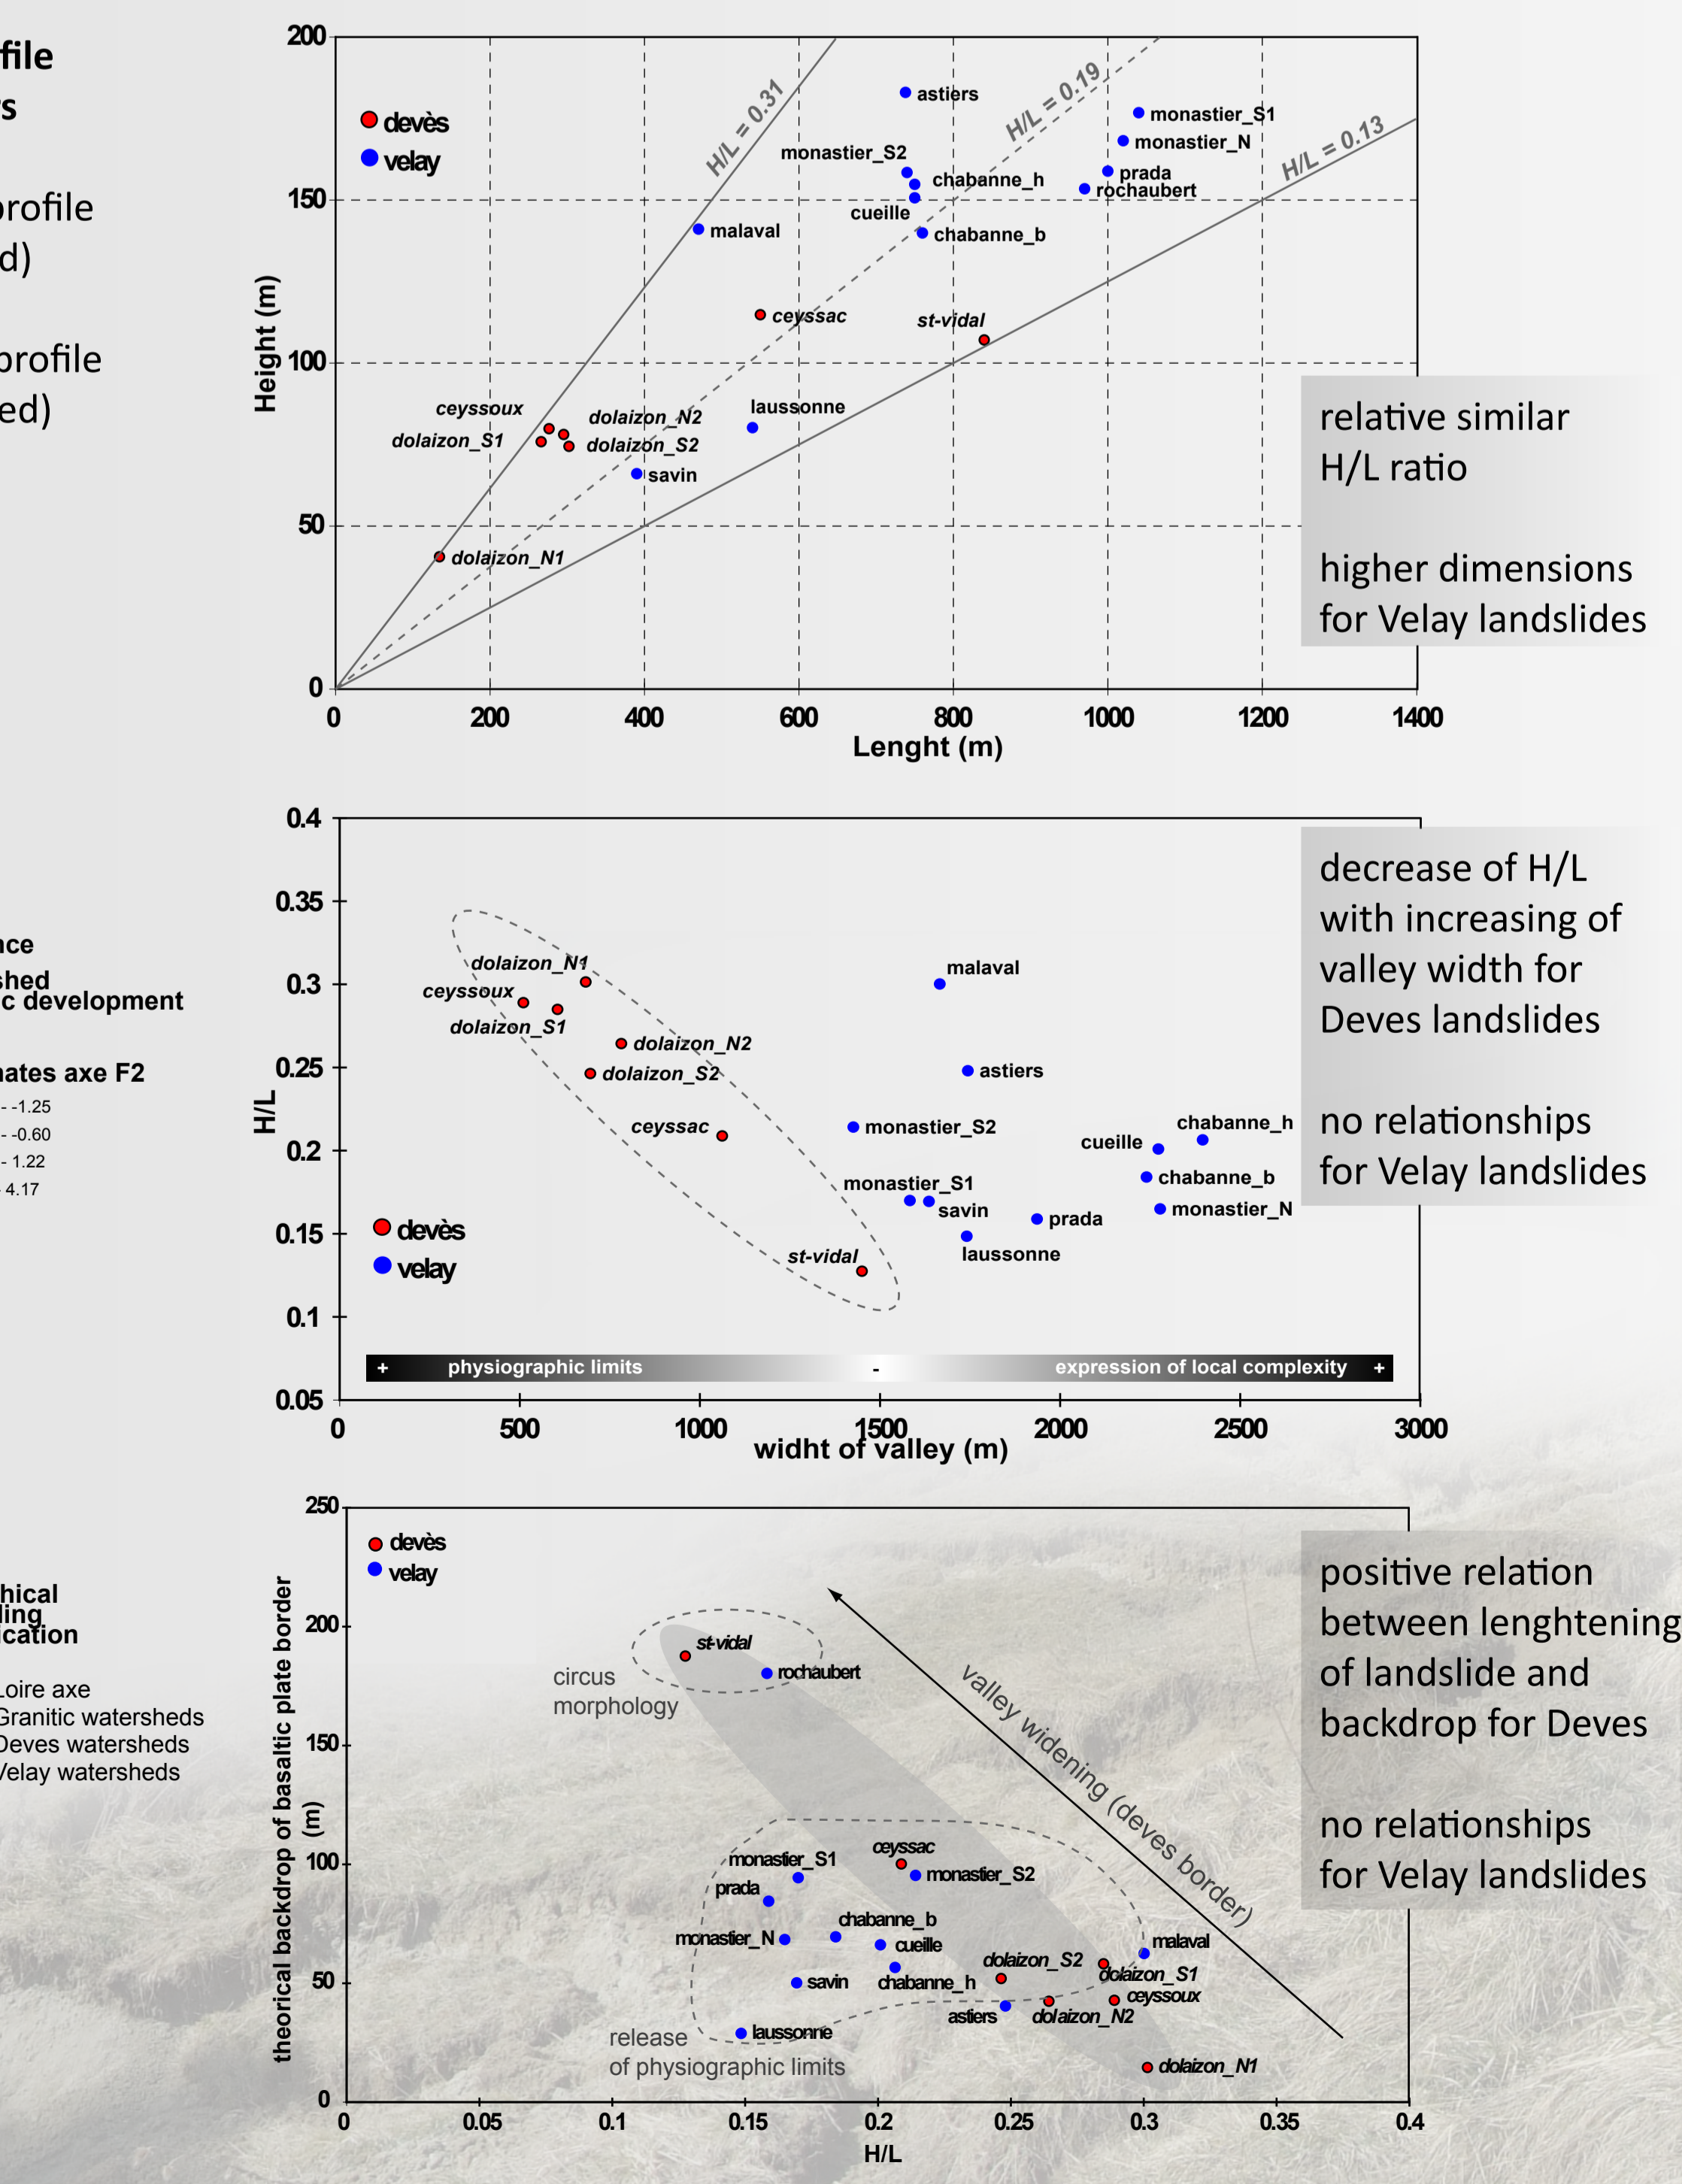 file
s
profile
d)
profile
ed)
nce
shed
c development
nates axe F2
- -1.25
- -0.60
- 1.22
- 4.17
hical
ling
ication
Loire axe
Granitic watersheds
Deves watersheds
Velay watersheds
200
150
100
50
0
Height (m)
devès
velay
H/L = 0.31
H/L = 0.19
H/L = 0.13
astiers
monastier_S1
monastier_N
monastier_S2
chabanne_h
prada
rochaubert
cueille
malaval
chabanne_b
ceyssac
st-vidal
ceyssoux
dolaizon_N2
laussonne
dolaizon_S1
dolaizon_S2
savin
dolaizon_N1
0 200 400 600 800 1000 1200 1400
Lenght (m)
relative similar
H/L ratio
higher dimensions
for Velay landslides
0.4
0.35
0.3
0.25
0.2
0.15
0.1
0.05
H/L
dolaizon_N1
ceyssoux
dolaizon_S1
dolaizon_N2
dolaizon_S2
ceyssac
st-vidal
malaval
astiers
monastier_S2
chabanne_h
cueille
chabanne_b
monastier_S1
savin
monastier_N
prada
laussonne
devès
velay
+ physiographic limits - expression of local complexity +
0 500 1000 1500 2000 2500 3000
widht of valley (m)
decrease of H/L
with increasing of
valley width for
Deves landslides
no relationships
for Velay landslides
250
200
150
100
50
0
theorical backdrop of basaltic plate border
(m)
devès
velay
st-vidal
rochaubert
circus
morphology
valley widening (deves border)
ceyssac
monastier_S1
monastier_S2
prada
chabanne_b
monastier_N
cueille
malaval
dolaizon_S2
dolaizon_S1
savin
chabanne_h
ceyssoux
astiers
dolaizon_N2
laussonne
release
of physiographic limits
dolaizon_N1
0 0.05 0.1 0.15 0.2 0.25 0.3 0.35 0.4
H/L
positive relation
between lenghtening
of landslide and
backdrop for Deves
no relationships
for Velay landslides